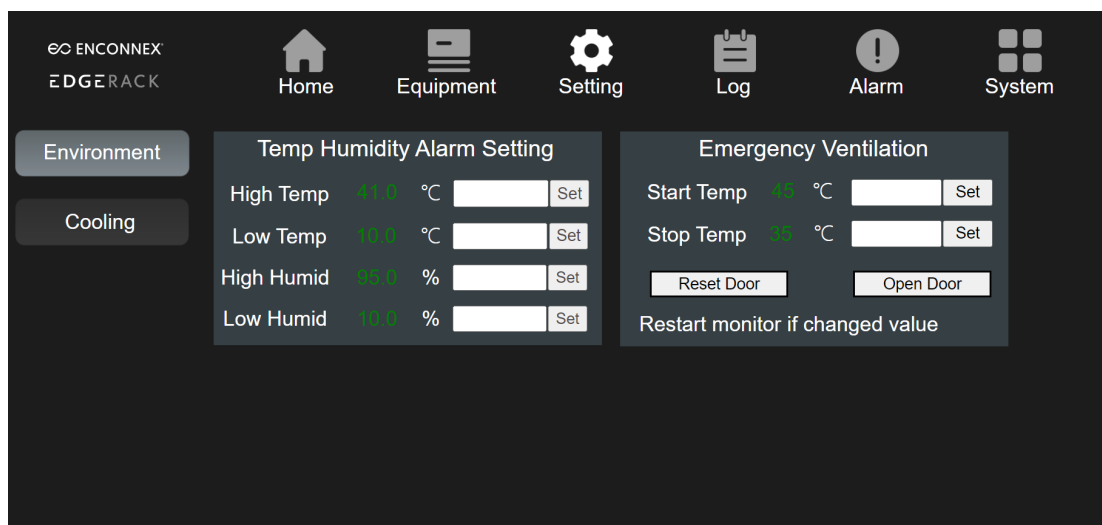 ENCONNEX
EDGERACK
Home Equipment Setting Log Alarm System
Environment
Cooling
Temp Humidity Alarm Setting
High Temp 41.0 ℃ Set
Low Temp 10.0 ℃ Set
High Humid 95.0 % Set
Low Humid 10.0 % Set
Emergency Ventilation
Start Temp 45 ℃ Set
Stop Temp 35 ℃ Set
Reset Door Open Door
Restart monitor if changed value